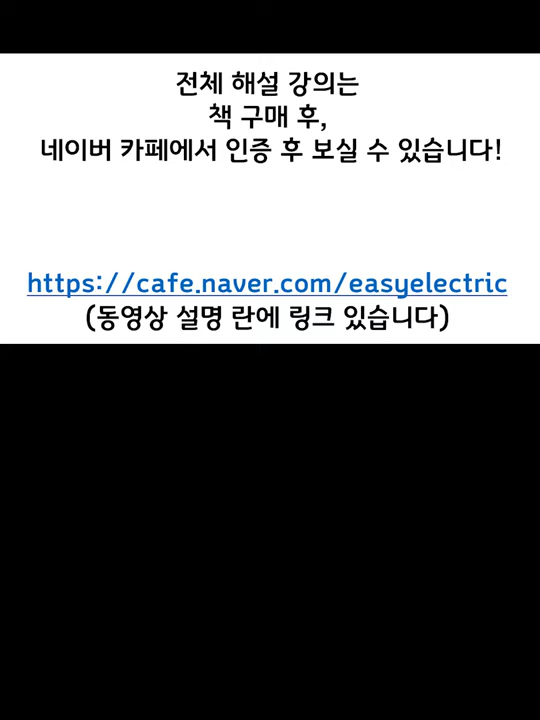 전체 해설 강의는
책 구매 후,
네이버 카페에서 인증 후 보실 수 있습니다!
https://cafe.naver.com/easyelectric
(동영상 설명 란에 링크 있습니다)